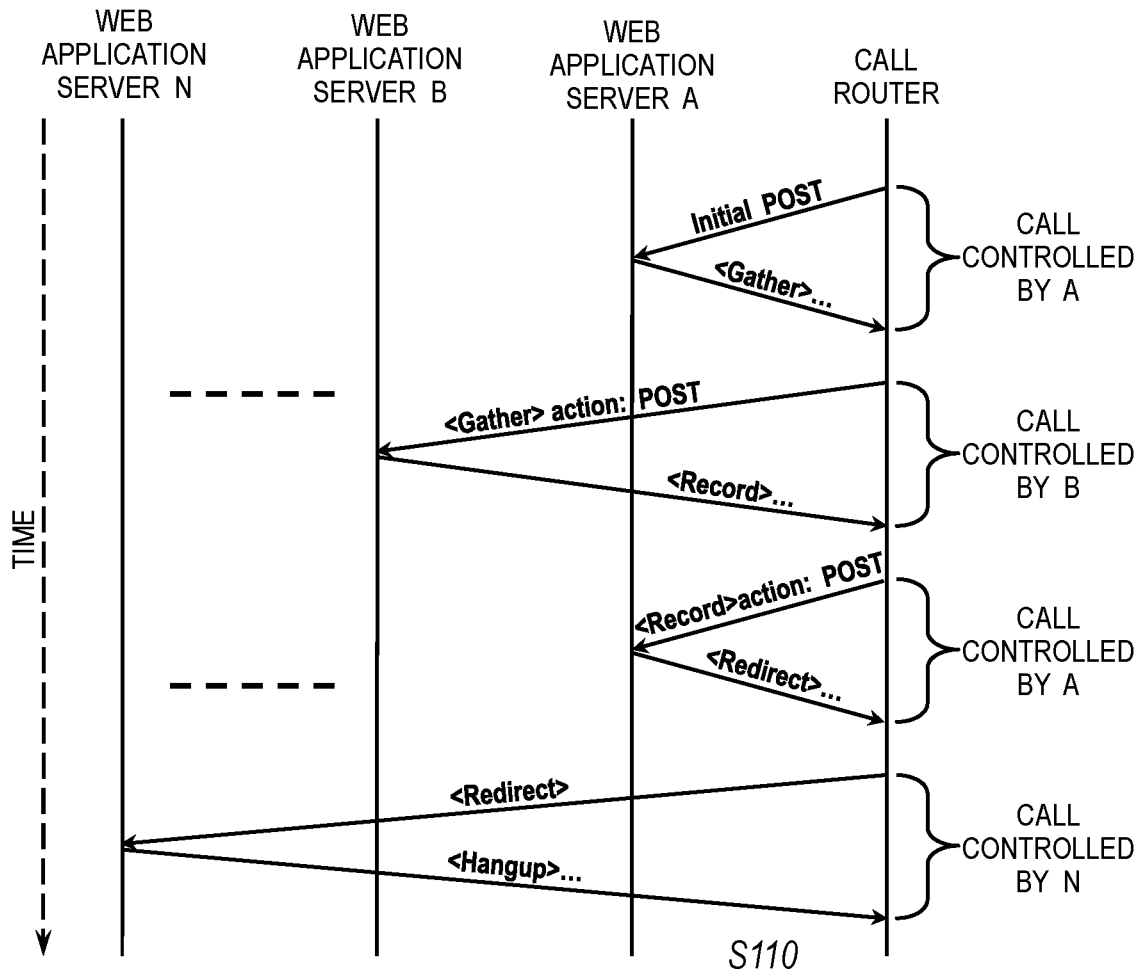 WEB
APPLICATION
SERVER N
WEB
APPLICATION
SERVER B
WEB
APPLICATION
SERVER A
CALL
ROUTER
Initial POST
<Gather>...
CALL
CONTROLLED
BY A
<Gather> action: POST
<Record>...
CALL
CONTROLLED
BY B
TIME
<Record>action: POST
<Redirect>...
CALL
CONTROLLED
BY A
<Redirect>
<Hangup>...
CALL
CONTROLLED
BY N
S110